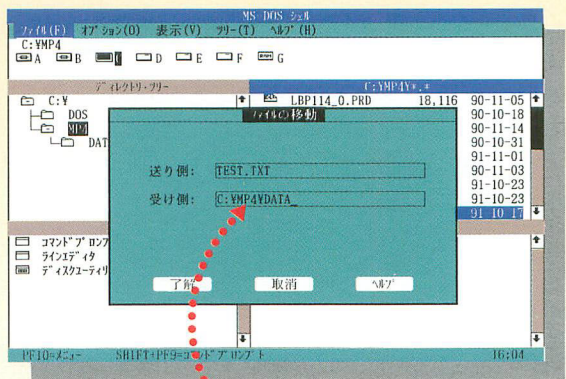 MS-DOS シェル
ファイル(F) オプション(O) 表示(V) ツリー(T) ヘルプ(H)
C:¥MP4
A B C D E F G
ディレクトリ・ツリー
C:¥MP4¥*.*
C:¥
DOS
MP4
DAT
LBP114_0.PRD 18,116 90-11-05
90-10-18
90-11-14
90-10-31
91-11-01
90-11-03
91-10-23
91-10-23
91-10-17
ファイルの移動
送り側: TEST.TXT
受け側: C:¥MP4¥DATA_
了解 取消 ヘルプ
コマンドプロンプ
ラインエディタ
ディスクユーティリ
PF10=メニュー SHIFT+PF9=コマンドプロンプト 16:04